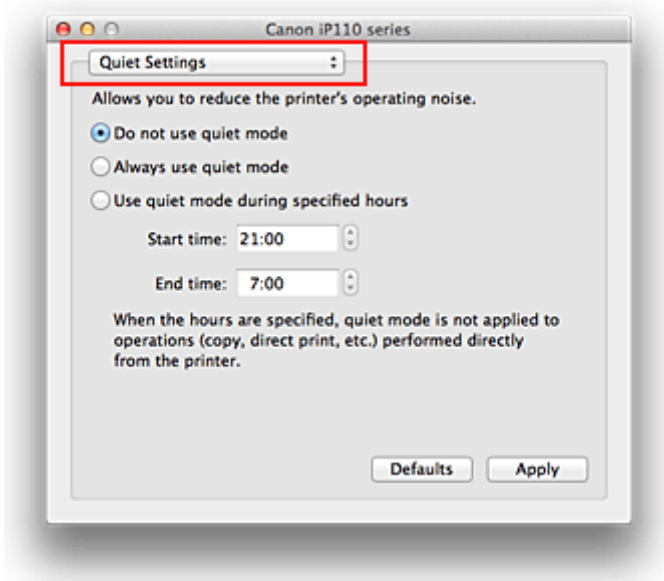 Canon iP110 series
Quiet Settings
Allows you to reduce the printer's operating noise.
Do not use quiet mode
Always use quiet mode
Use quiet mode during specified hours
Start time: 21:00
End time: 7:00
When the hours are specified, quiet mode is not applied to
operations (copy, direct print, etc.) performed directly
from the printer.
Defaults Apply